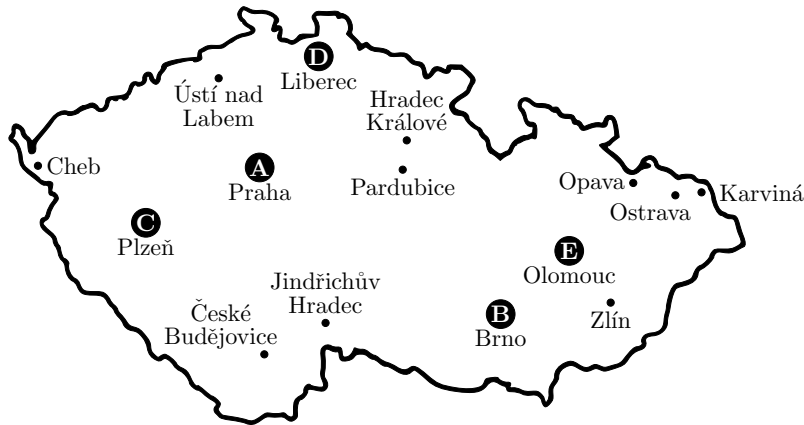 D
Liberec
Ústí nad
Labem
Hradec
Králové
Cheb
A
Praha
Pardubice
Opava
Ostrava
Karviná
C
Plzeň
E
Olomouc
Jindřichův
Hradec
České
Budějovice
B
Brno
Zlín